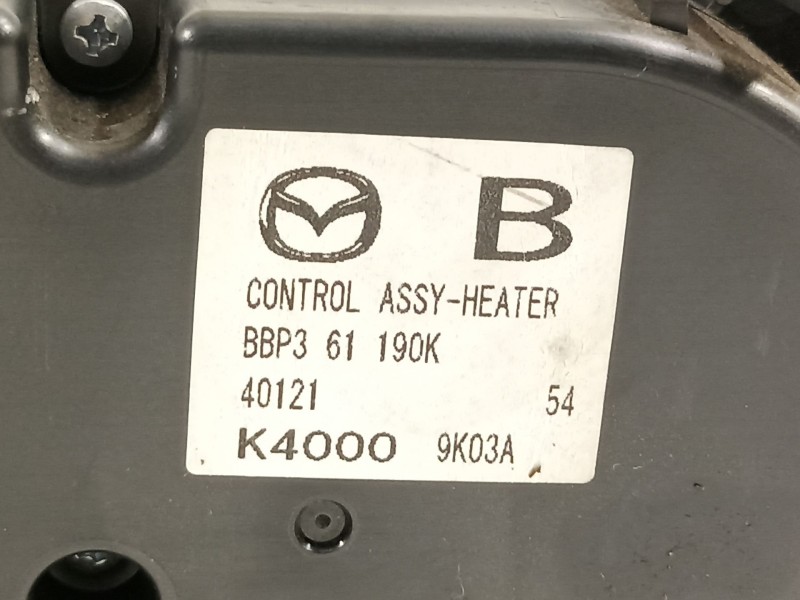 B
CONTROL ASSY-HEATER
BBP3 61 190K
40121 54
K4000 9K03A